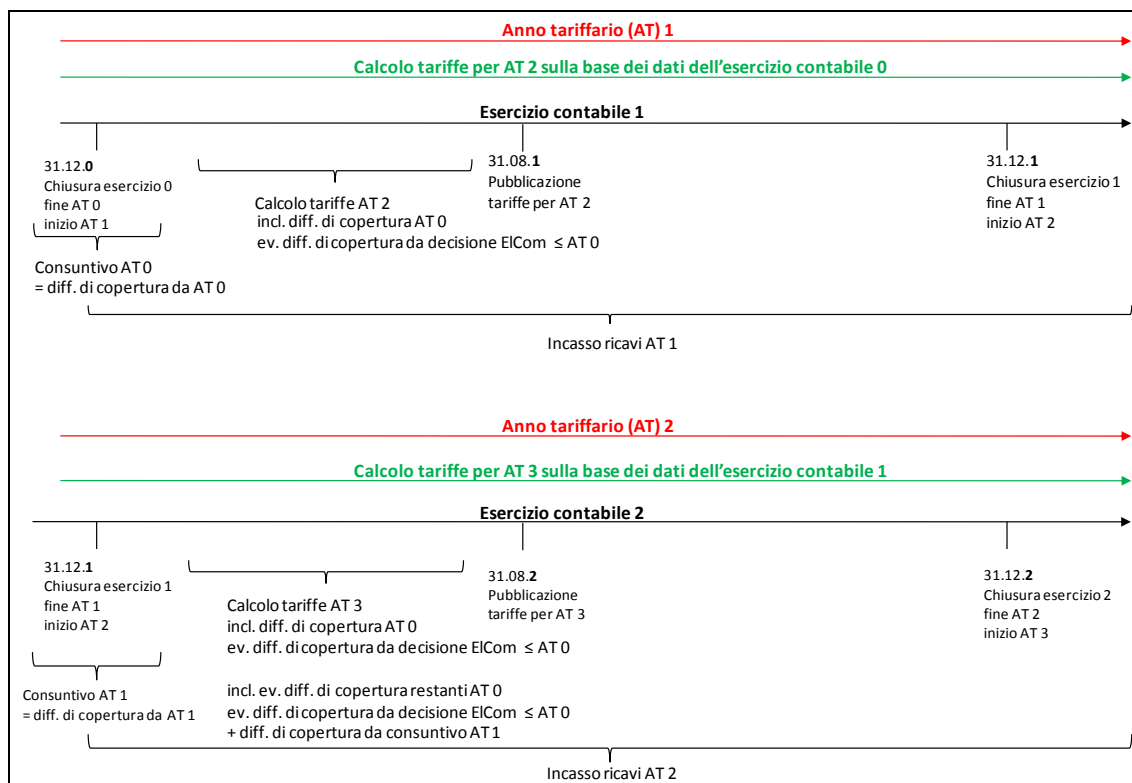 Anno tariffario (AT) 1
Calcolo tariffe per AT 2 sulla base dei dati dell'esercizio contabile 0
Esercizio contabile 1
31.12.0
Chiusura esercizio 0
fine AT 0
inizio AT 1
Consuntivo AT 0
= diff. di copertura da AT 0
Calcolo tariffe AT 2
incl. diff. di copertura AT 0
ev. diff. di copertura da decisione ElCom ≤ AT 0
31.08.1
Pubblicazione
tariffe per AT 2
31.12.1
Chiusura esercizio 1
fine AT 1
inizio AT 2
Incasso ricavi AT 1
Anno tariffario (AT) 2
Calcolo tariffe per AT 3 sulla base dei dati dell'esercizio contabile 1
Esercizio contabile 2
31.12.1
Chiusura esercizio 1
fine AT 1
inizio AT 2
Consuntivo AT 1
= diff. di copertura da AT 1
Calcolo tariffe AT 3
incl. diff. di copertura AT 0
ev. diff. di copertura da decisione ElCom ≤ AT 0
incl. ev. diff. di copertura restanti AT 0
ev. diff. di copertura da decisione ElCom ≤ AT 0
+ diff. di copertura da consuntivo AT 1
31.08.2
Pubblicazione
tariffe per AT 3
31.12.2
Chiusura esercizio 2
fine AT 2
inizio AT 3
Incasso ricavi AT 2